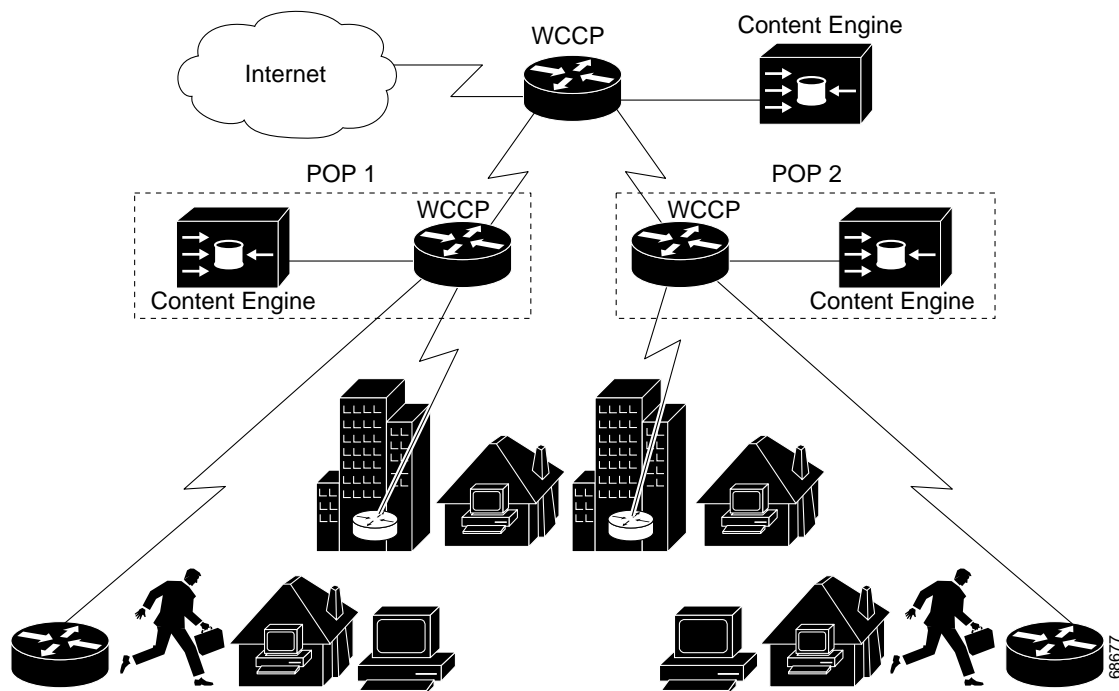 WCCP
Content Engine
Internet
POP 1
POP 2
WCCP
WCCP
Content Engine
Content Engine
68677